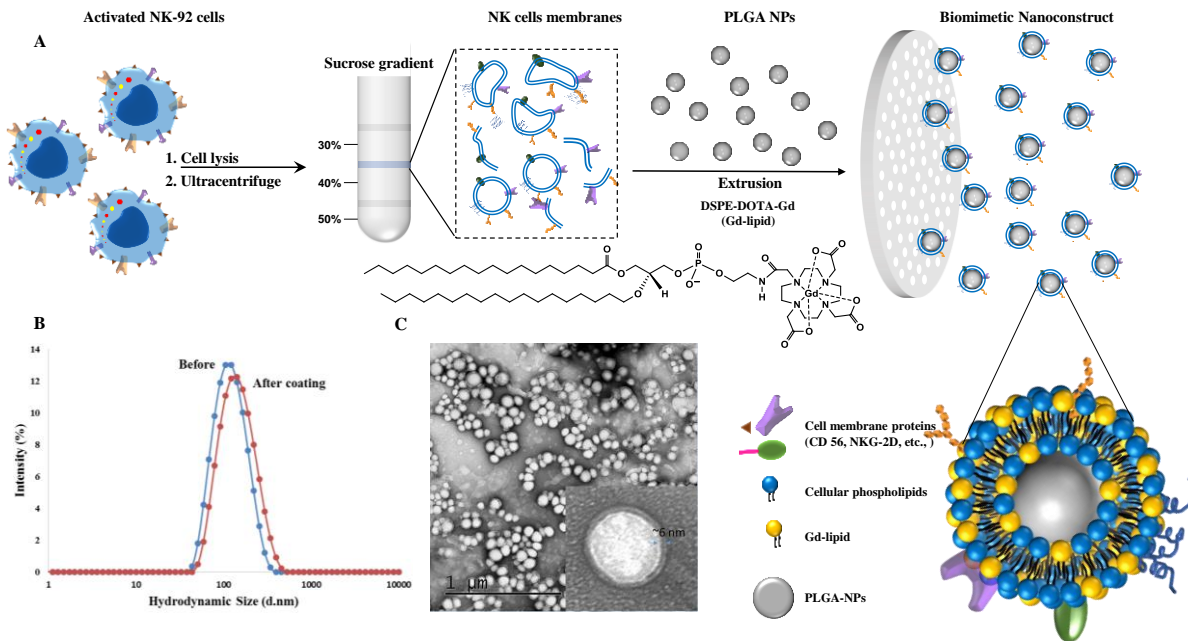 Activated NK-92 cells
NK cells membranes
PLGA NPs
Biomimetic Nanoconstruct
A
Sucrose gradient
30%
40%
50%
1. Cell lysis
2. Ultracentrifuge
Extrusion
DSPE-DOTA-Gd
(Gd-lipid)
O
O
O
H
O
P
O
O⁻
O
N
H
O
N
N
N
N
Gd
O
O
O
O
O
O
B
14
12
10
8
6
4
2
0
Intensity (%)
Before
After coating
1
10
100
1000
10000
Hydrodynamic Size (d.nm)
C
~6 nm
1 µm
Cell membrane proteins
(CD 56, NKG-2D, etc., )
Cellular phospholipids
Gd-lipid
PLGA-NPs